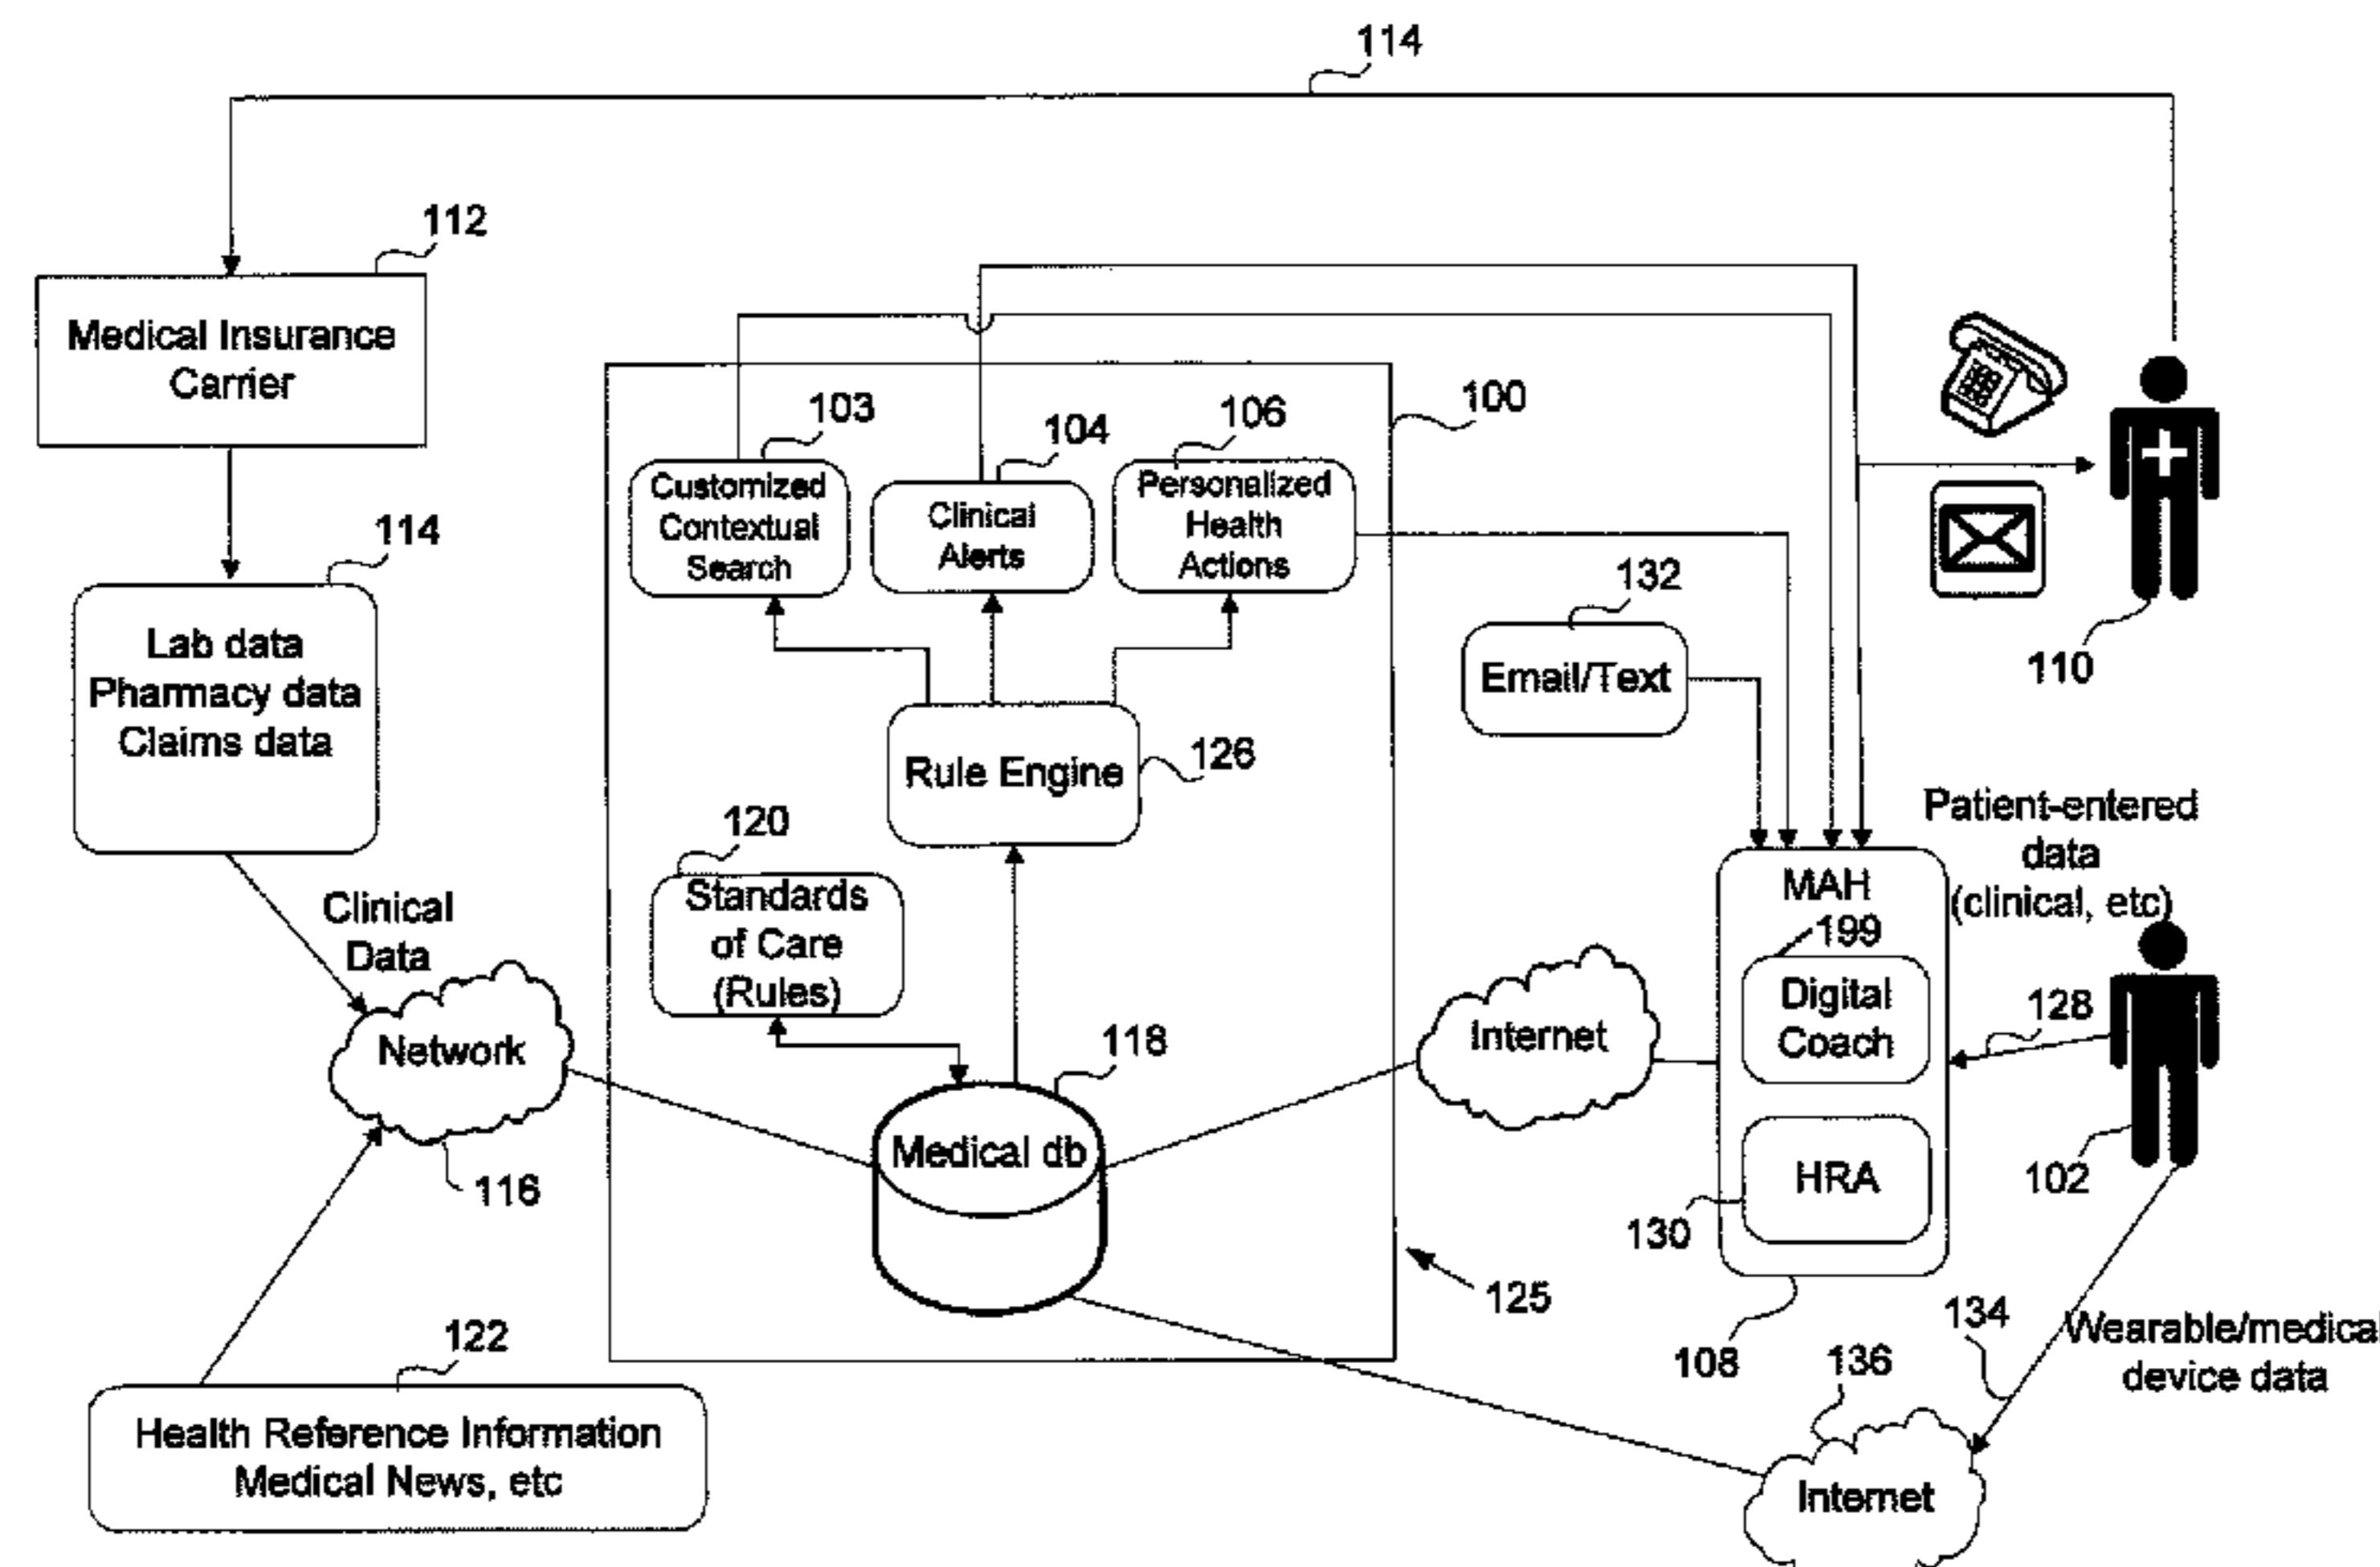 114
112
Medical Insurance
Carrier
100
103
104
106
Customized
Contextual
Search
Clinical
Alerts
Personalized
Health
Actions
114
Lab data
Pharmacy data
Claims data
132
Email/Text
110
Rule Engine
126
120
Standards
of Care
(Rules)
Patient-entered
data
(clinical, etc)
MAH
199
Digital
Coach
128
Clinical
Data
Network
116
118
Medical db
Internet
HRA
130
102
125
108
134
Wearable/medical
device data
136
Internet
122
Health Reference Information
Medical News, etc